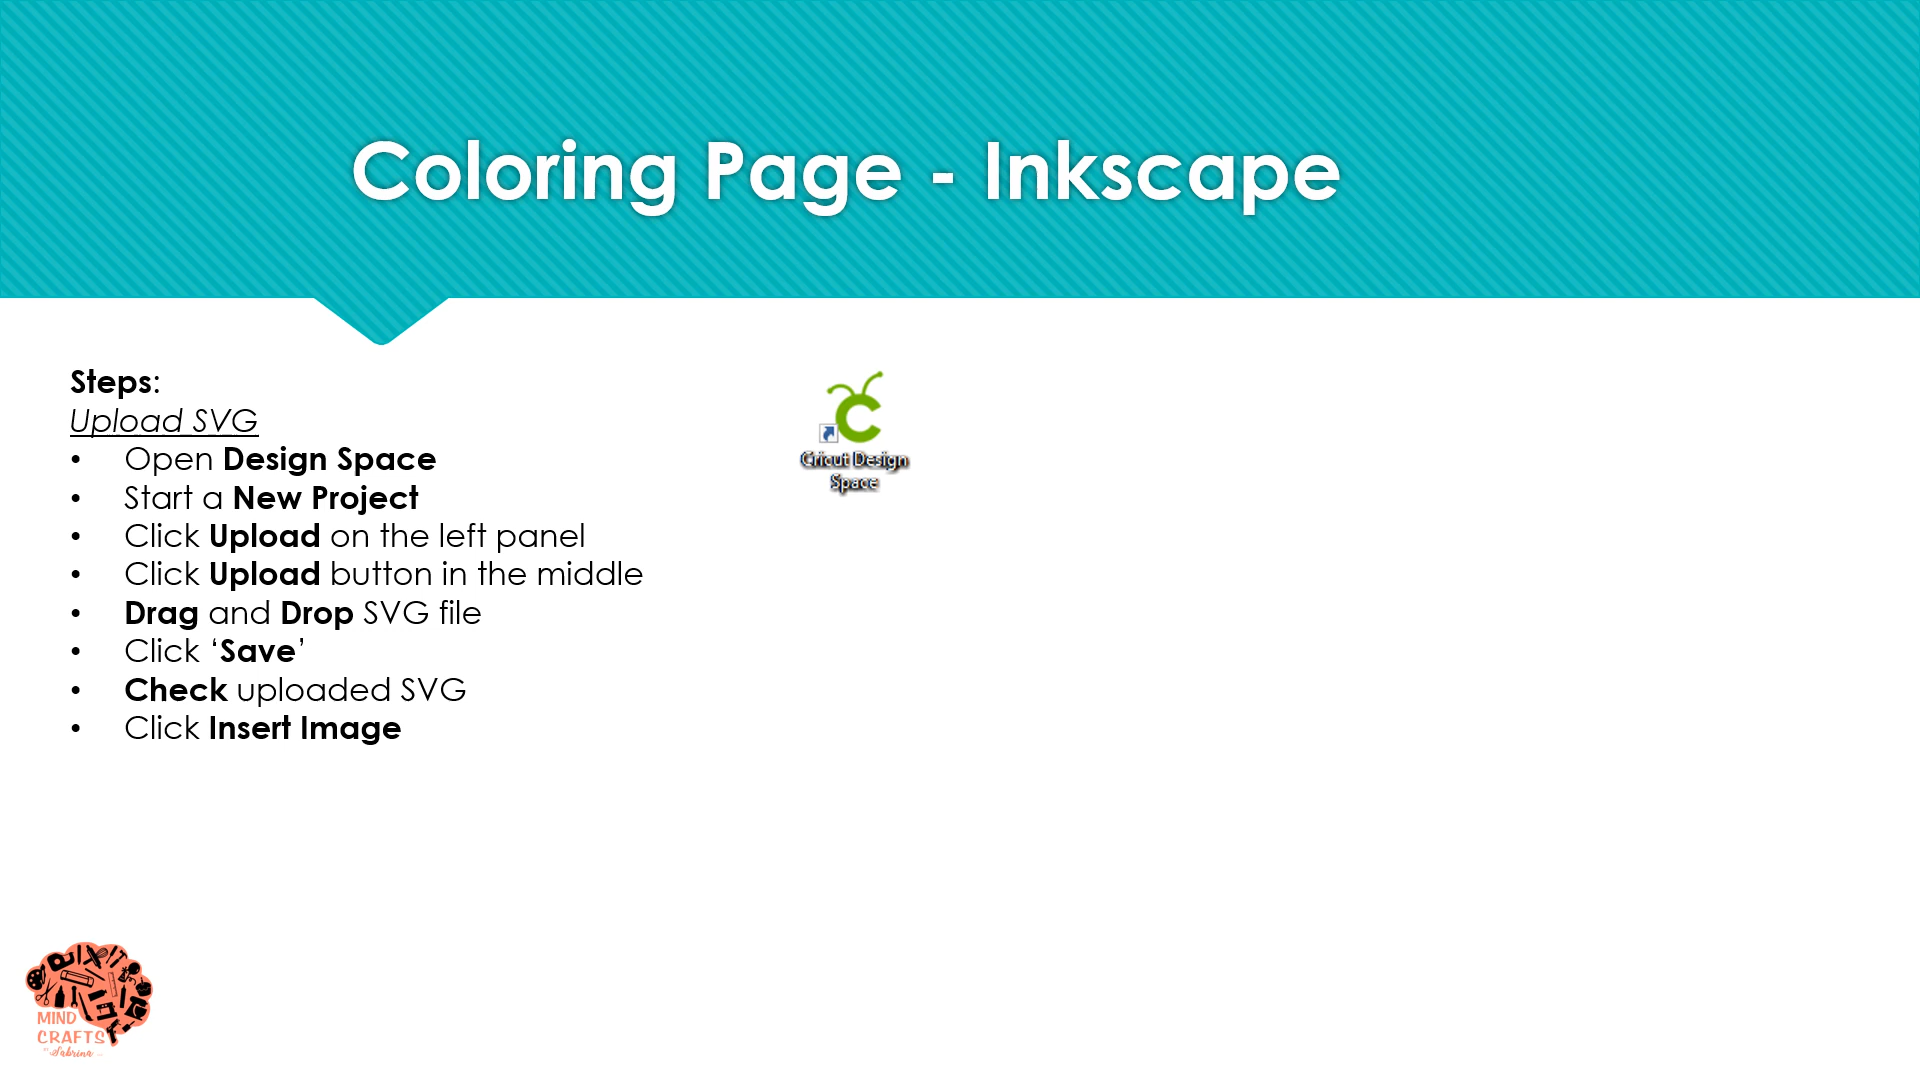 Coloring Page - Inkscape
Steps:
Upload SVG
• Open Design Space
• Start a New Project
• Click Upload on the left panel
• Click Upload button in the middle
• Drag and Drop SVG file
• Click ‘Save’
• Check uploaded SVG
• Click Insert Image
Cricut Design
Space
MIND
CRAFTS
Sabrina